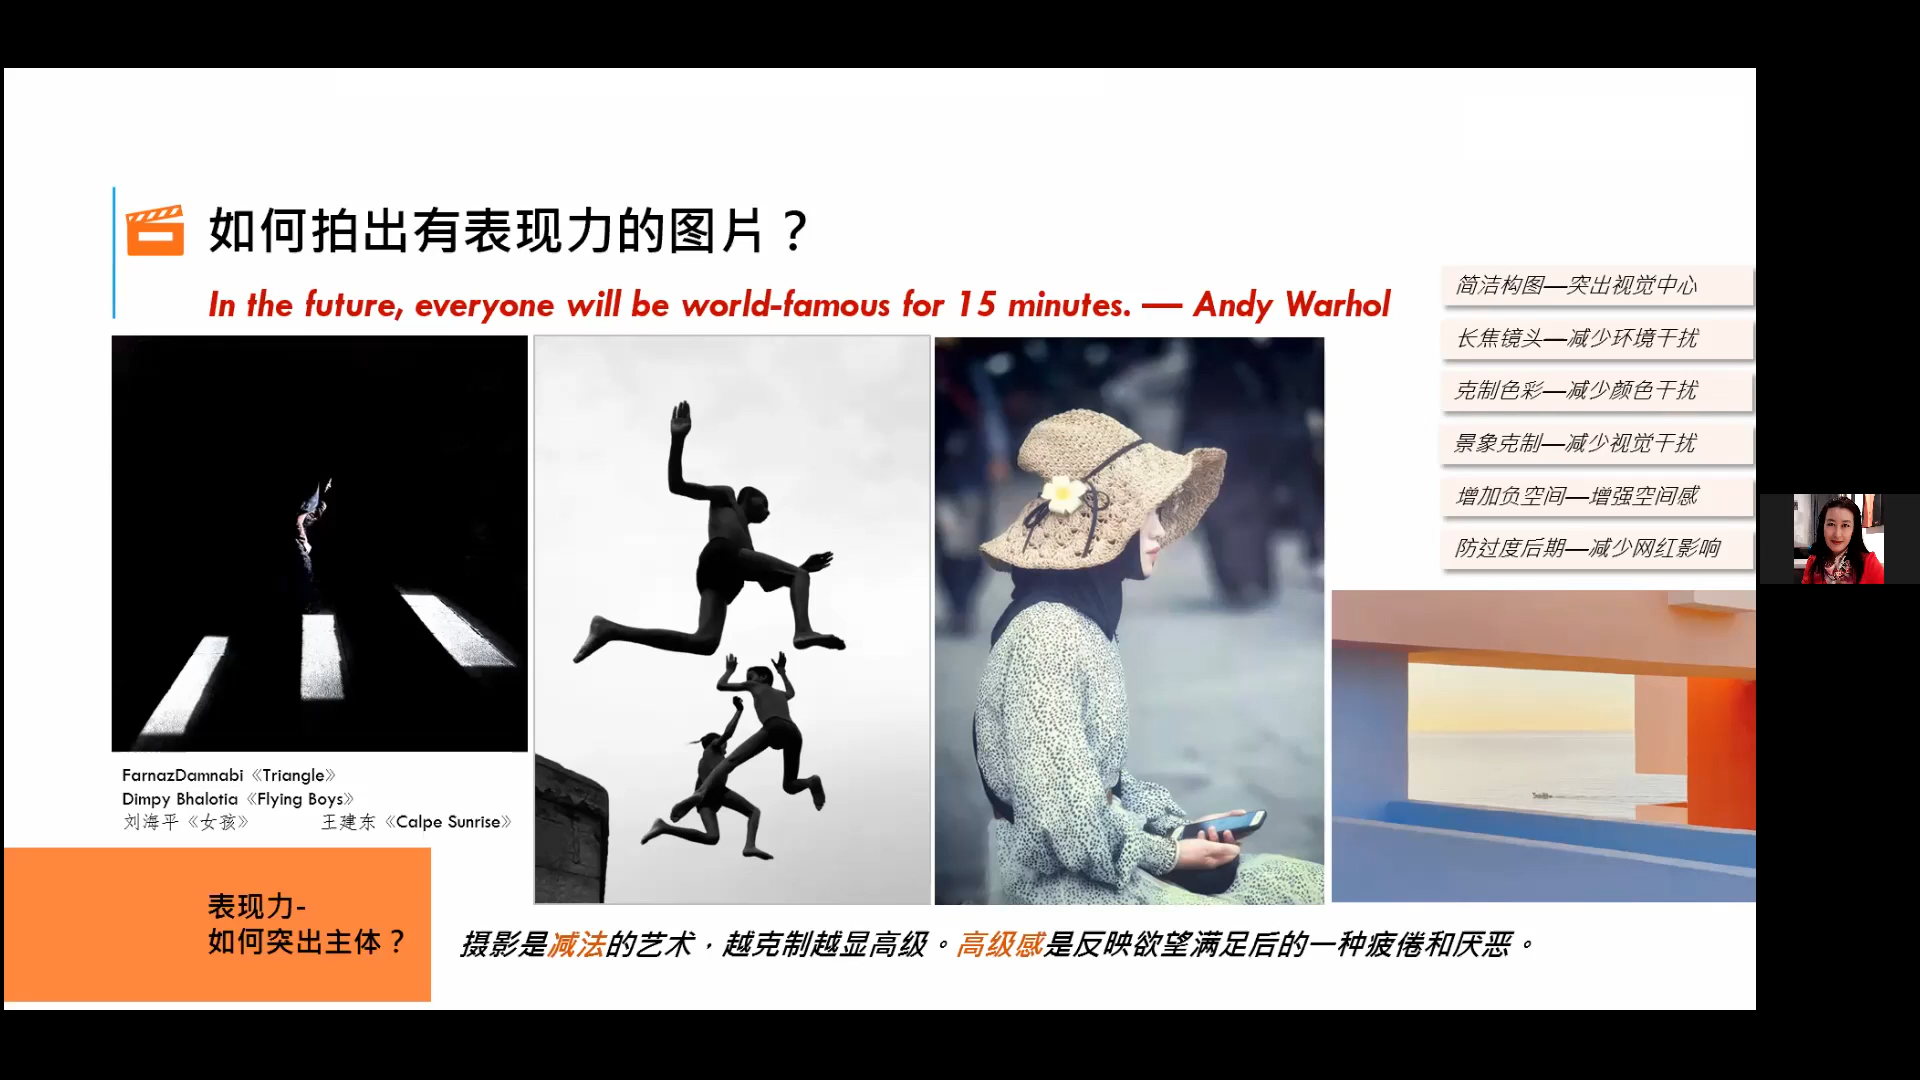 如何拍出有表现力的图片？
In the future, everyone will be world-famous for 15 minutes. — Andy Warhol
简洁构图—突出视觉中心
长焦镜头—减少环境干扰
克制色彩—减少颜色干扰
景象克制—减少视觉干扰
增加负空间—增强空间感
防过度后期—减少网红影响
FarnazDamnabi《Triangle》
Dimpy Bhalotia《Flying Boys》
刘海平《女孩》 王建东《Calpe Sunrise》
表现力-
如何突出主体？
摄影是减法的艺术，越克制越显高级。高级感是反映欲望满足后的一种疲倦和厌恶。